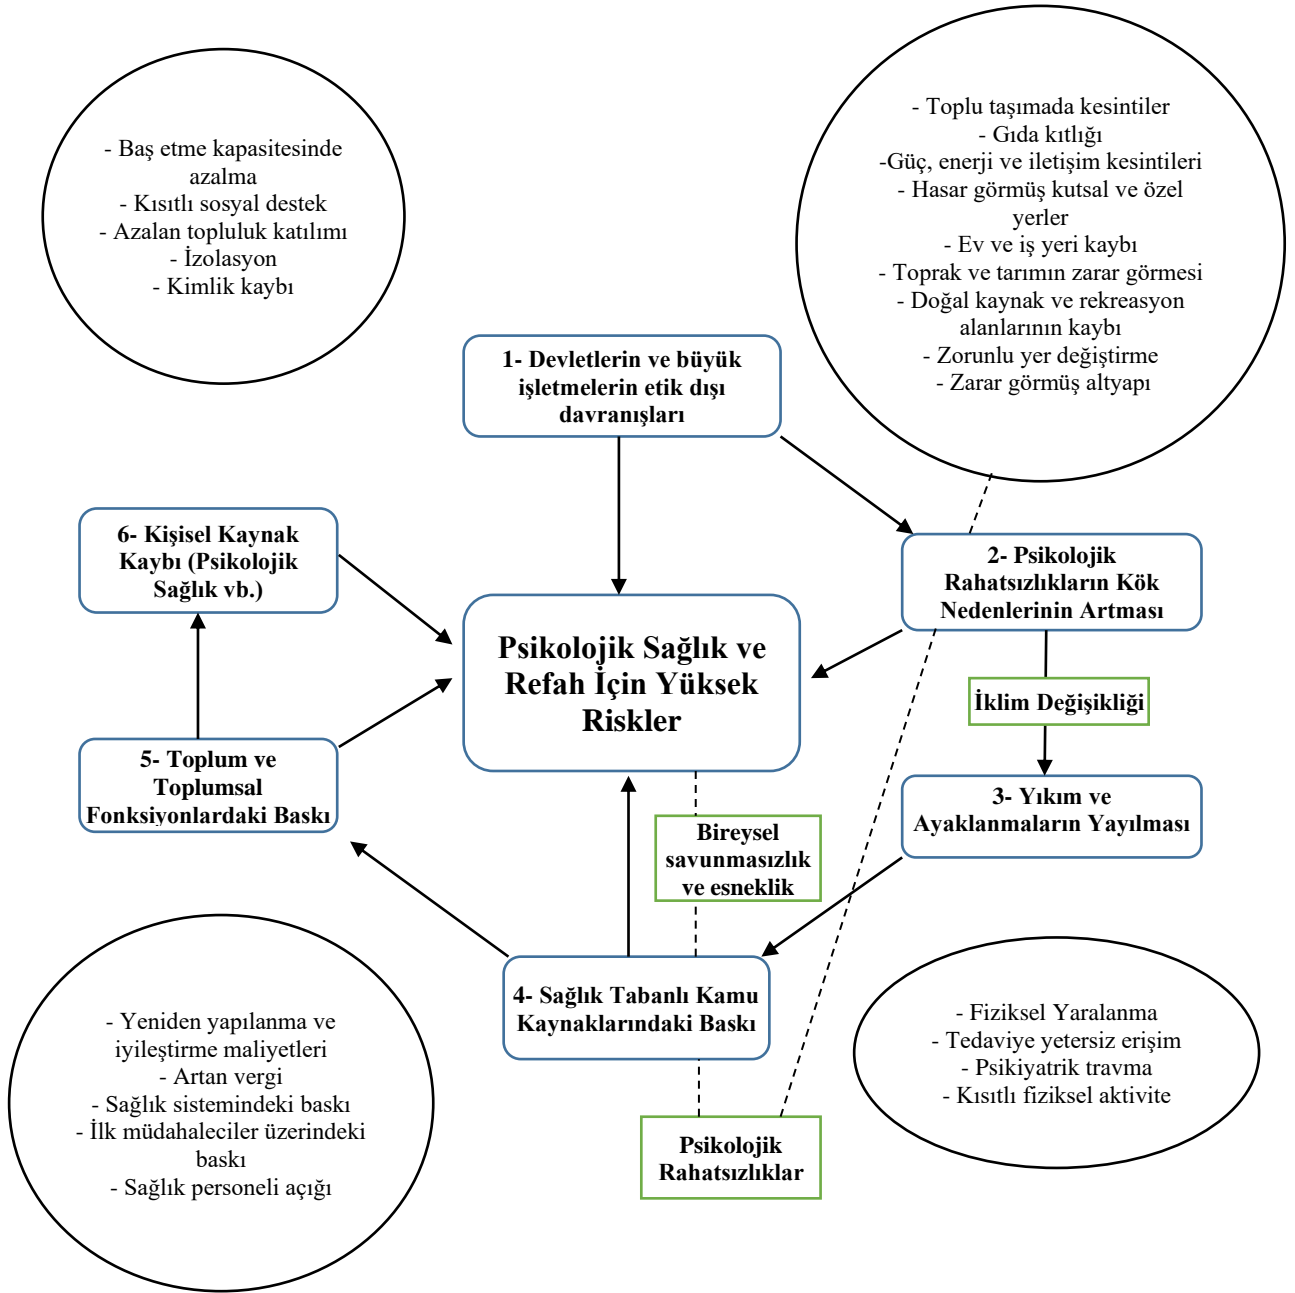 - Baş etme kapasitesinde
azalma
- Kısıtlı sosyal destek
- Azalan topluluk katılımı
- İzolasyon
- Kimlik kaybı
- Toplu taşımada kesintiler
- Gıda kıtlığı
-Güç, enerji ve iletişim kesintileri
- Hasar görmüş kutsal ve özel
yerler
- Ev ve iş yeri kaybı
- Toprak ve tarımın zarar görmesi
- Doğal kaynak ve rekreasyon
alanlarının kaybı
- Zorunlu yer değiştirme
- Zarar görmüş altyapı
1- Devletlerin ve büyük
işletmelerin etik dışı
davranışları
6- Kişisel Kaynak
Kaybı (Psikolojik
Sağlık vb.)
2- Psikolojik
Rahatsızlıkların Kök
Nedenlerinin Artması
Psikolojik Sağlık ve
Refah İçin Yüksek
Riskler
İklim Değişikliği
5- Toplum ve
Toplumsal
Fonksiyonlardaki Baskı
3- Yıkım ve
Ayaklanmaların Yayılması
Bireysel
savunmasızlık
ve esneklik
4- Sağlık Tabanlı Kamu
Kaynaklarındaki Baskı
- Yeniden yapılanma ve
iyileştirme maliyetleri
- Artan vergi
- Sağlık sistemindeki baskı
- İlk müdahaleciler üzerindeki
baskı
- Sağlık personeli açığı
- Fiziksel Yaralanma
- Tedaviye yetersiz erişim
- Psikiyatrik travma
- Kısıtlı fiziksel aktivite
Psikolojik
Rahatsızlıklar